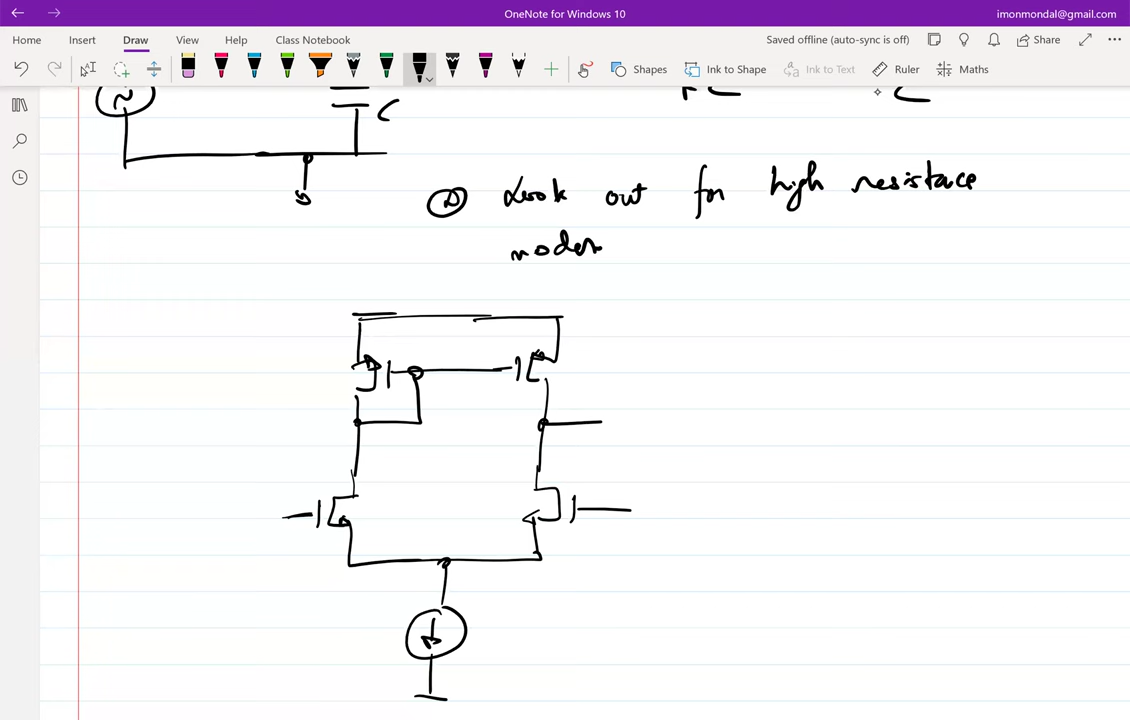 OneNote for Windows 10
imonmondal@gmail.com
Home Insert Draw View Help Class Notebook
Saved offline (auto-sync is off) Share
Shapes Ink to Shape Ink to Text Ruler Maths
C
Look out for high resistace
nodes